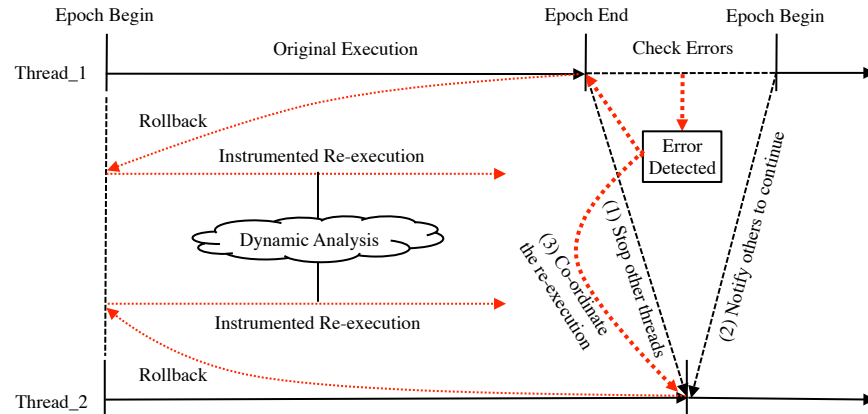 Epoch Begin
Epoch End
Epoch Begin
Original Execution
Check Errors
Thread_1
Rollback
Error
Detected
Instrumented Re-execution
Dynamic Analysis
(1) Stop other threads
(2) Notify others to continue
(3) Co-ordinate
the re-execution
Instrumented Re-execution
Rollback
Thread_2